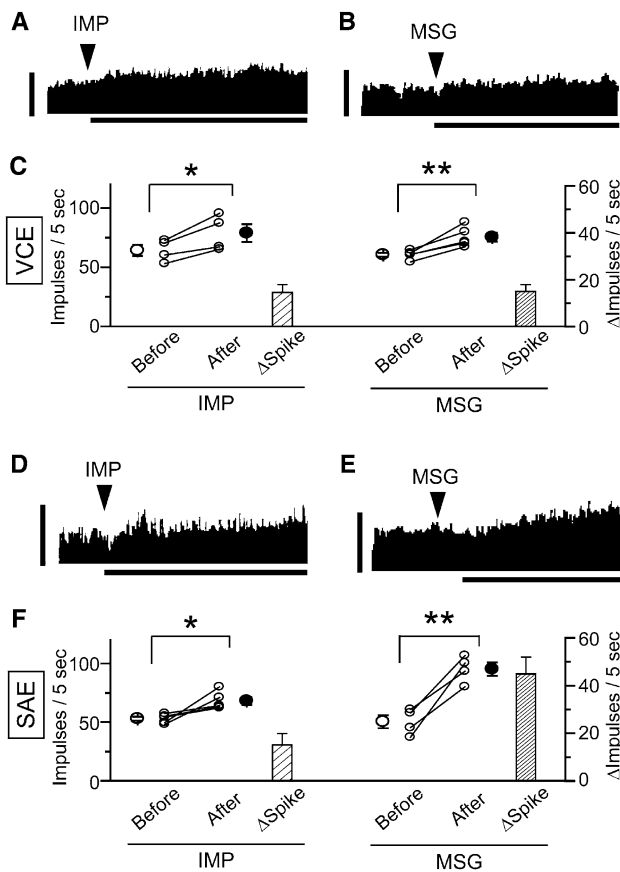 A
IMP
B
MSG
C
*
**
VCE
Impulses / 5 sec
100
50
0
60
40
20
0
ΔImpulses / 5 sec
Before
After
ΔSpike
Before
After
ΔSpike
IMP
MSG
D
IMP
E
MSG
F
*
**
SAE
Impulses / 5 sec
100
50
0
60
40
20
0
ΔImpulses / 5 sec
Before
After
ΔSpike
Before
After
ΔSpike
IMP
MSG